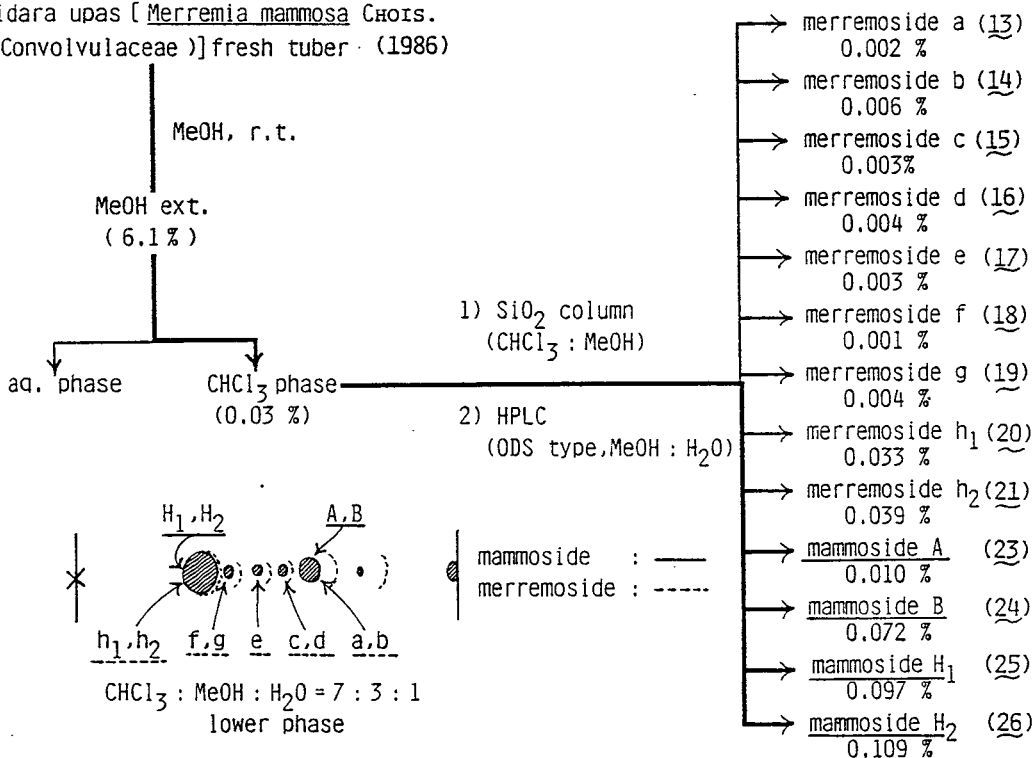 idara upas [ Merremia mammosa CHOIS.
Convolvulaceae )] fresh tuber (1986)
MeOH, r.t.
MeOH ext.
( 6.1 % )
aq. phase
CHCl3 phase
(0.03 %)
1) SiO2 column
(CHCl3 : MeOH)
2) HPLC
(ODS type, MeOH : H2O)
merremoside a (13)
0.002 %
merremoside b (14)
0.006 %
merremoside c (15)
0.003%
merremoside d (16)
0.004 %
merremoside e (17)
0.003 %
merremoside f (18)
0.001 %
merremoside g (19)
0.004 %
merremoside h1 (20)
0.033 %
merremoside h2 (21)
0.039 %
mammoside A (23)
0.010 %
mammoside B (24)
0.072 %
mammoside H1 (25)
0.097 %
mammoside H2 (26)
0.109 %
H1,H2
A,B
h1,h2 f,g e c,d a,b
mammoside :
merremoside :
CHCl3 : MeOH : H2O = 7 : 3 : 1
lower phase